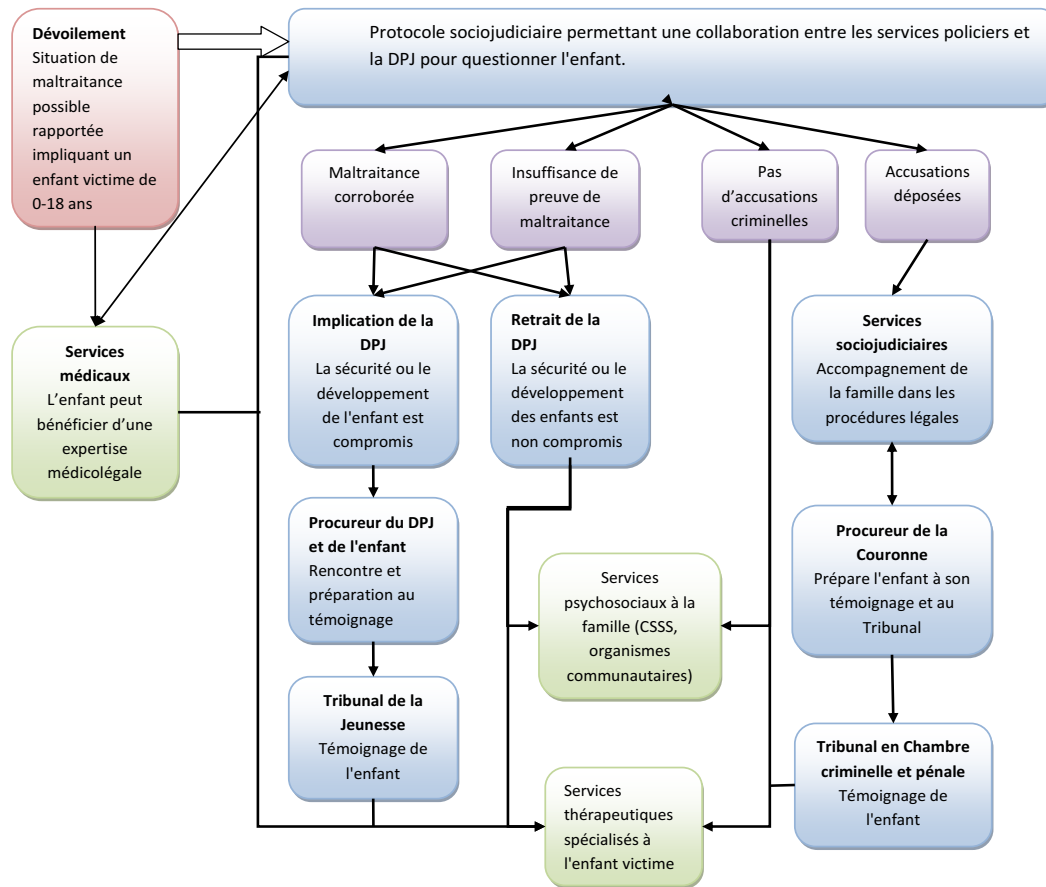 Dévoilement
Situation de
maltraitance
possible
rapportée
impliquant un
enfant victime de
0-18 ans
Protocole sociojudiciaire permettant une collaboration entre les services policiers et
la DPJ pour questionner l'enfant.
Maltraitance
corroborée
Insuffisance de
preuve de
maltraitance
Pas
d’accusations
criminelles
Accusations
déposées
Services
médicaux
L’enfant peut
bénéficier d’une
expertise
médicolégale
Implication de la
DPJ
La sécurité ou le
développement
de l'enfant est
compromis
Retrait de la
DPJ
La sécurité ou le
développement
des enfants est
non compromis
Services
sociojudiciaires
Accompagnement de
la famille dans les
procédures légales
Procureur du DPJ
et de l'enfant
Rencontre et
préparation au
témoignage
Services
psychosociaux à la
famille (CSSS,
organismes
communautaires)
Procureur de la
Couronne
Prépare l'enfant à son
témoignage et au
Tribunal
Tribunal de la
Jeunesse
Témoignage de
l'enfant
Services
thérapeutiques
spécialisés à
l'enfant victime
Tribunal en Chambre
criminelle et pénale
Témoignage de
l'enfant